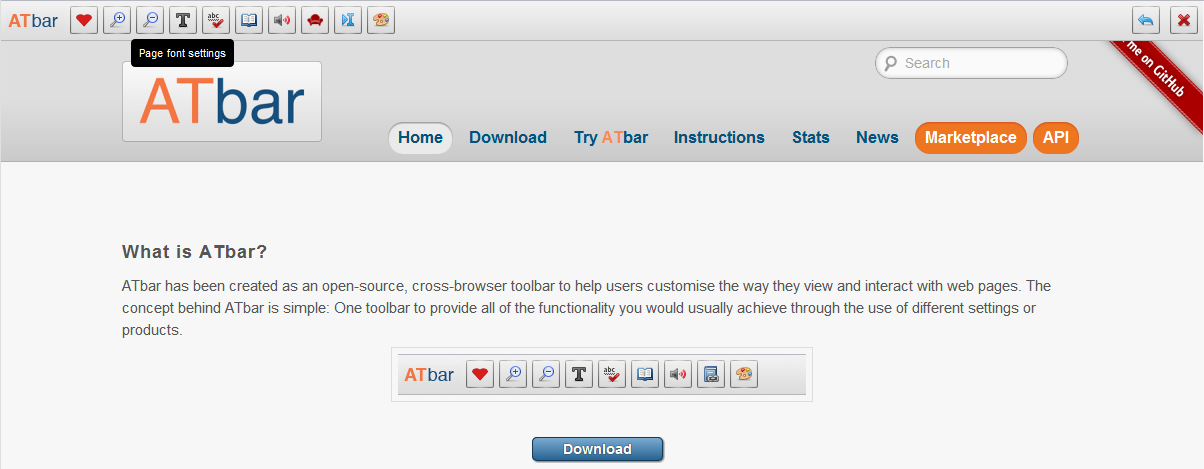 ATbar
T
abc
Page font settings
ATbar
Search
me on GitHub
Home
Download
Try ATbar
Instructions
Stats
News
Marketplace
API
What is ATbar?
ATbar has been created as an open-source, cross-browser toolbar to help users customise the way they view and interact with web pages. The
concept behind ATbar is simple: One toolbar to provide all of the functionality you would usually achieve through the use of different settings or
products.
ATbar
T
abc
Download